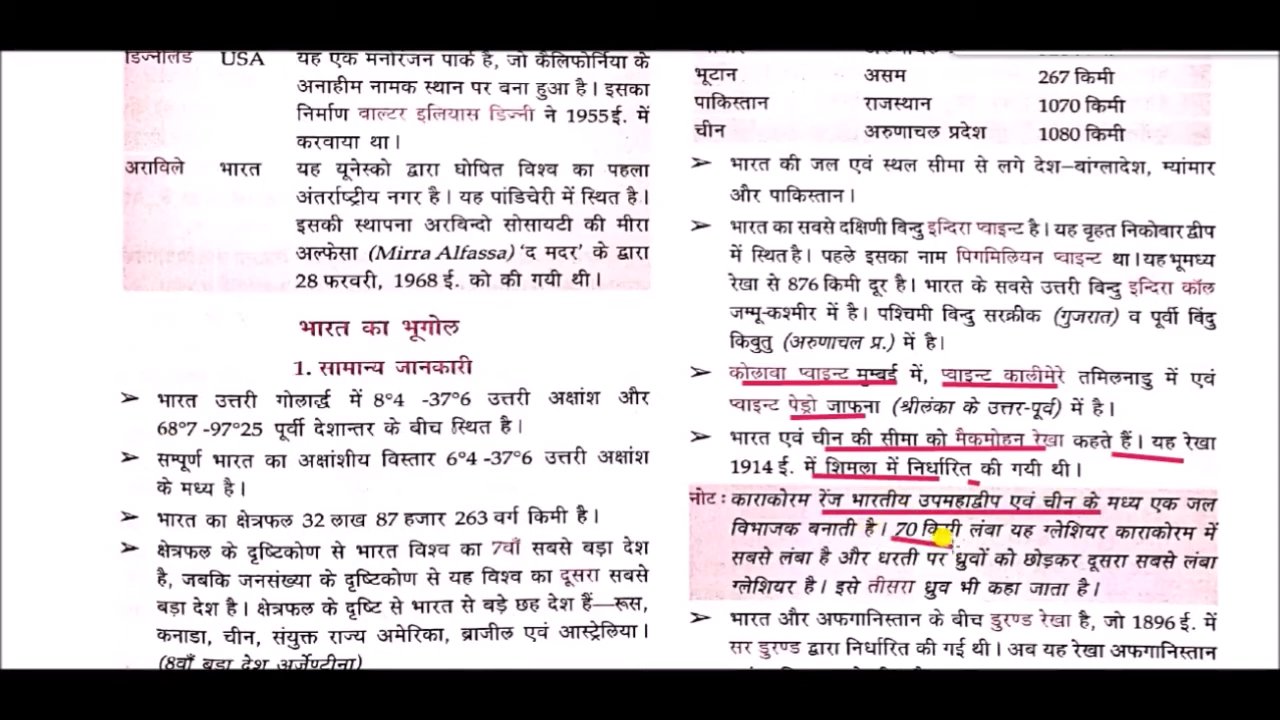 डिज्नीलैंड USA यह एक मनोरंजन पार्क है, जो कैलिफोर्निया के
अनाहीम नामक स्थान पर बना हुआ है। इसका
निर्माण वाल्टर इलियास डिज्नी ने 1955 ई. में
करवाया था।
अराविले भारत यह यूनेस्को द्वारा घोषित विश्व का पहला
अंतर्राष्ट्रीय नगर है। यह पांडिचेरी में स्थित है।
इसकी स्थापना अरबिन्दो सोसायटी की मीरा
अल्फेसा (Mirra Alfassa) ‘द मदर’ के द्वारा
28 फरवरी, 1968 ई. को की गयी थी।
भारत का भूगोल
1. सामान्य जानकारी
➢ भारत उत्तरी गोलार्द्ध में 8°4 -37°6 उत्तरी अक्षांश और
68°7 -97°25 पूर्वी देशान्तर के बीच स्थित है।
➢ सम्पूर्ण भारत का अक्षांशीय विस्तार 6°4 -37°6 उत्तरी अक्षांश
के मध्य है।
➢ भारत का क्षेत्रफल 32 लाख 87 हजार 263 वर्ग किमी है।
➢ क्षेत्रफल के दृष्टिकोण से भारत विश्व का 7वाँ सबसे बड़ा देश
है, जबकि जनसंख्या के दृष्टिकोण से यह विश्व का दूसरा सबसे
बड़ा देश है। क्षेत्रफल के दृष्टि से भारत से बड़े छह देश हैं—रूस,
कनाडा, चीन, संयुक्त राज्य अमेरिका, ब्राजील एवं आस्ट्रेलिया।
(8वाँ बड़ा देश अर्जेण्टीना)
भूटान असम 267 किमी
पाकिस्तान राजस्थान 1070 किमी
चीन अरुणाचल प्रदेश 1080 किमी
➢ भारत की जल एवं स्थल सीमा से लगे देश—बांग्लादेश, म्यांमार
और पाकिस्तान।
➢ भारत का सबसे दक्षिणी बिन्दु इन्दिरा प्वाइन्ट है। यह वृहत निकोबार द्वीप
में स्थित है। पहले इसका नाम पिगमिलियन प्वाइन्ट था। यह भूमध्य
रेखा से 876 किमी दूर है। भारत के सबसे उत्तरी बिन्दु इन्दिरा कॉल
जम्मू-कश्मीर में है। पश्चिमी विन्दु सरक्रीक (गुजरात) व पूर्वी विंदु
किबुतु (अरुणाचल प्र.) में है।
➢ कोलावा प्वाइन्ट मुम्बई में, प्वाइन्ट कालीमेरे तमिलनाडु में एवं
प्वाइन्ट पेड्रो जाफना (श्रीलंका के उत्तर-पूर्व) में है।
➢ भारत एवं चीन की सीमा को मैकमोहन रेखा कहते हैं। यह रेखा
1914 ई. में शिमला में निर्धारित की गयी थी।
नोट : काराकोरम रेंज भारतीय उपमहाद्वीप एवं चीन के मध्य एक जल
विभाजक बनाती है। 70 किमी लंबा यह ग्लेशियर काराकोरम में
सबसे लंबा है और धरती पर ध्रुवों को छोड़कर दूसरा सबसे लंबा
ग्लेशियर है। इसे तीसरा ध्रुव भी कहा जाता है।
➢ भारत और अफगानिस्तान के बीच डुरण्ड रेखा है, जो 1896 ई. में
सर डुरण्ड द्वारा निर्धारित की गई थी। अब यह रेखा अफगानिस्तान